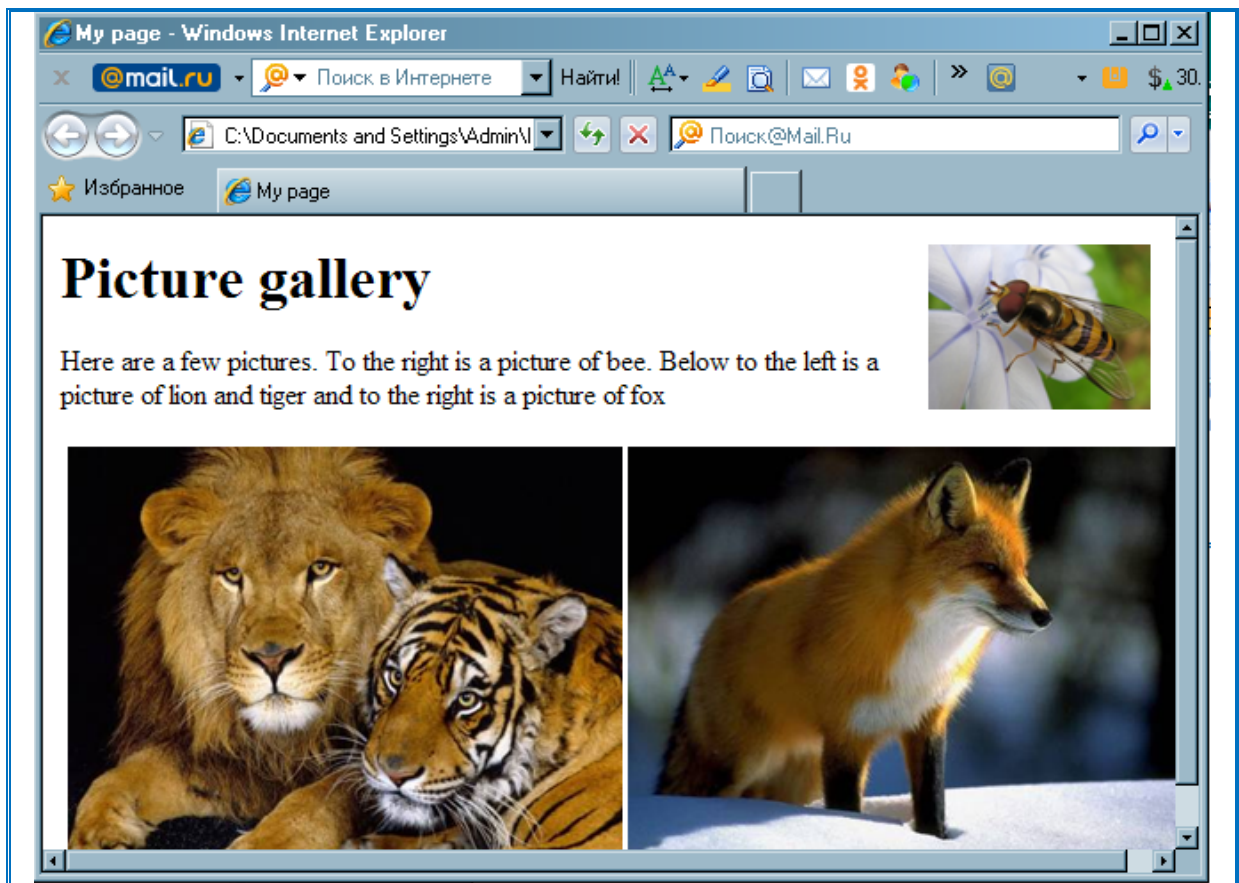 My page - Windows Internet Explorer
@mail.ru Поиск в Интернете Найти! $ 30.
C:\Documents and Settings\Admin\ Поиск@Mail.Ru
Избранное My page
Picture gallery
Here are a few pictures. To the right is a picture of bee. Below to the left is a
picture of lion and tiger and to the right is a picture of fox